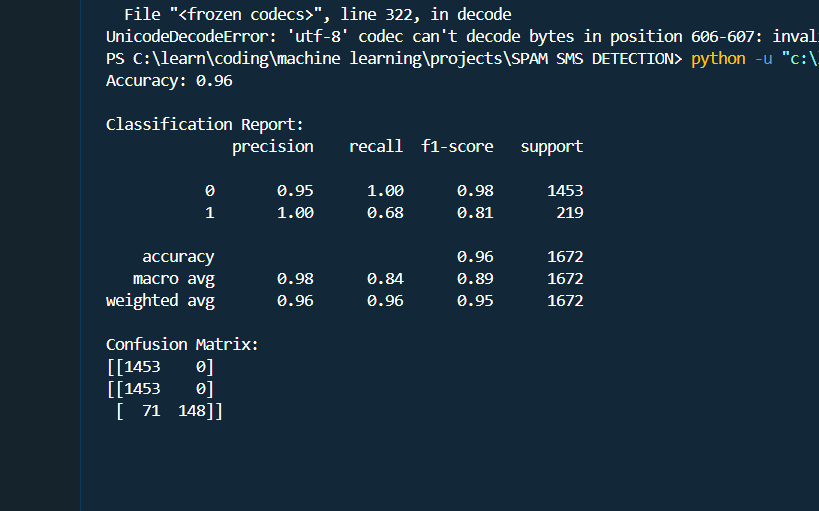 File "<frozen codecs>", line 322, in decode
UnicodeDecodeError: 'utf-8' codec can't decode bytes in position 606-607: inval
PS C:\learn\coding\machine learning\projects\SPAM SMS DETECTION> python -u "c:\
Accuracy: 0.96
Classification Report:
precision recall f1-score support
0 0.95 1.00 0.98 1453
1 1.00 0.68 0.81 219
accuracy 0.96 1672
macro avg 0.98 0.84 0.89 1672
weighted avg 0.96 0.96 0.95 1672
Confusion Matrix:
[[1453 0]
[[1453 0]
[ 71 148]]